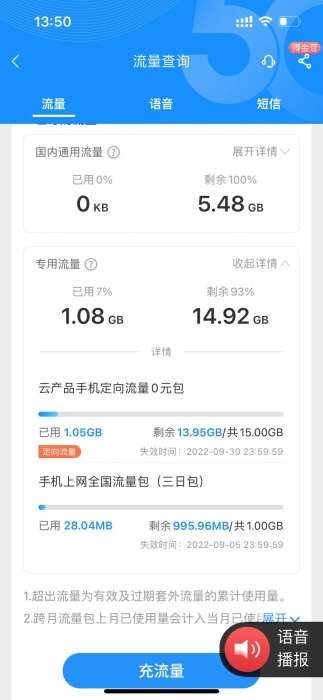 13:50
流量查询
得金豆
流量
语音
短信
国内通用流量 ?
展开详情
已用0%
剩余100%
0 KB
5.48 GB
专用流量 ?
收起详情
已用7%
剩余93%
1.08 GB
14.92 GB
详情
云产品手机定向流量0元包
已用 1.05GB
剩余 13.95GB/共15.00GB
定向流量
失效时间：2022-09-30 23:59:59
手机上网全国流量包（三日包）
已用 28.04MB
剩余 995.96MB/共1.00GB
失效时间：2022-09-05 23:59:59
1.超出流量为有效及过期套外流量的累计使用量。
2.跨月流量包上月已使用量会计入当月已使 展开
语音
播报
充流量